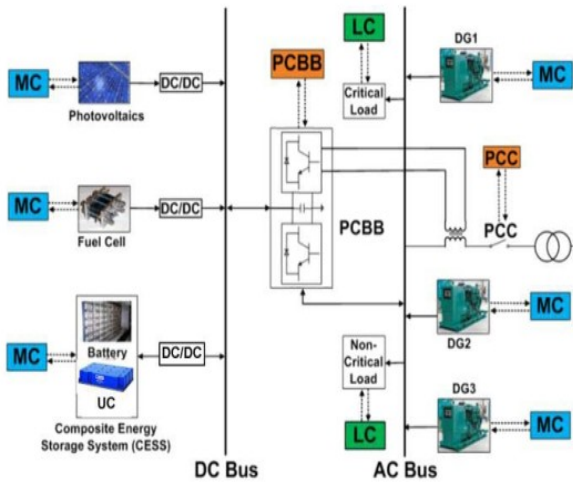 LC
DG1
MC
PCBB
MC
DC/DC
Critical
Load
Photovoltaics
PCC
MC
DC/DC
PCBB
PCC
Fuel Cell
MC
DG2
Non-
Critical
Load
MC
Battery
DC/DC
UC
DG3
MC
LC
Composite Energy
Storage System (CESS)
DC Bus
AC Bus